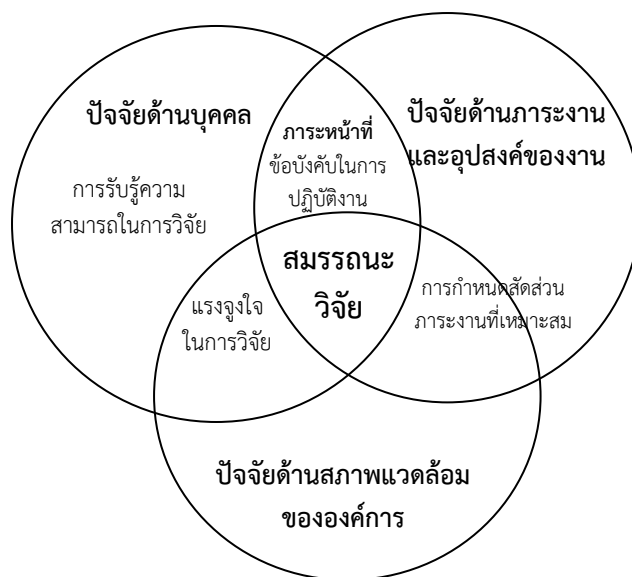 ปัจจัยด้านบุคคล
การรับรู้ความ
สามารถในการวิจัย
ภาระหน้าที่
ข้อบังคับในการ
ปฏิบัติงาน
ปัจจัยด้านภาระงาน
และอุปสงค์ของงาน
สมรรถนะ
วิจัย
แรงจูงใจ
ในการวิจัย
การกำหนดสัดส่วน
ภาระงานที่เหมาะสม
ปัจจัยด้านสภาพแวดล้อม
ขององค์การ